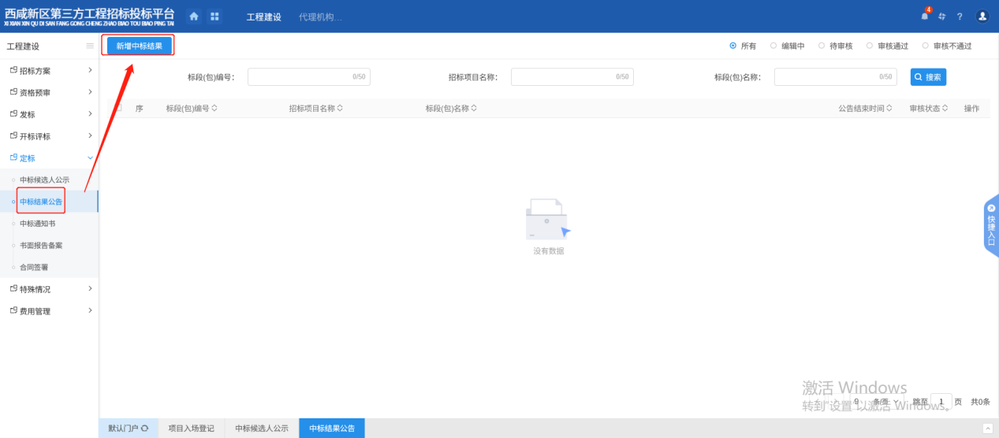 西咸新区第三方工程招标投标平台
XI XIAN XIN QU DI SAN FANG GONG CHENG ZHAO BIAO TOU BIAO PING TAI
工程建设 代理机构...
4
?
工程建设
新增中标结果
所有 编辑中 待审核 审核通过 审核不通过
招标方案
资格预审
发标
开标评标
定标
中标候选人公示
中标结果公告
中标通知书
书面报告备案
合同签署
特殊情况
费用管理
标段(包)编号： 0/50 招标项目名称： 0/50 标段(包)名称： 0/50 搜索
序 标段(包)编号 招标项目名称 标段(包)名称 公告结束时间 审核状态 操作
没有数据
快捷入口
激活 Windows
转到"设置"以激活 Windows。
9 条/页 跳至 1 页 共0条
默认门户 项目入场登记 中标候选人公示 中标结果公告